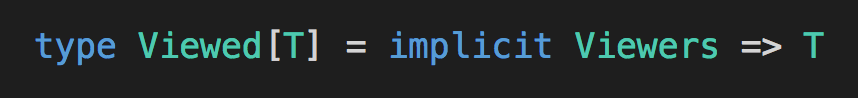 type Viewed[T] = implicit Viewers => T